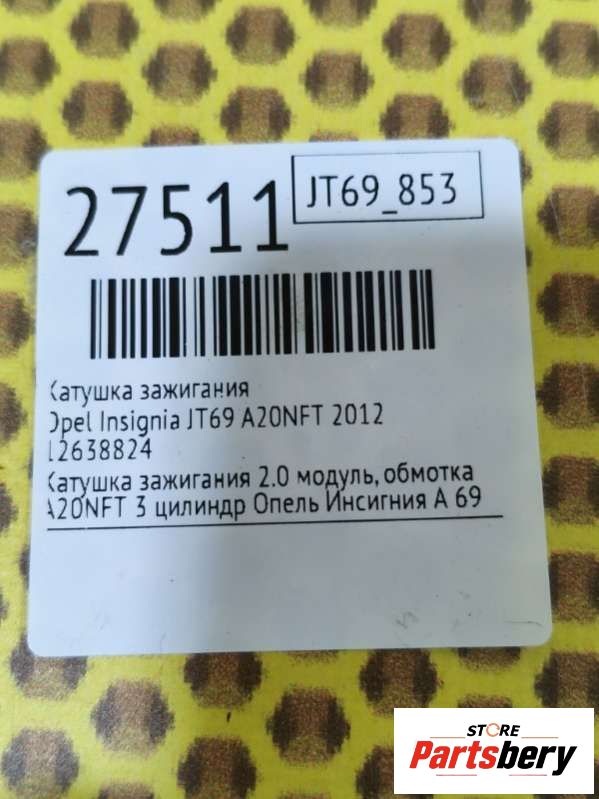 27511
JT69_853
Катушка зажигания
Opel Insignia JT69 A20NFT 2012
12638824
Катушка зажигания 2.0 модуль, обмотка
A20NFT 3 цилиндр Опель Инсигния А 69
STORE
Partsbery